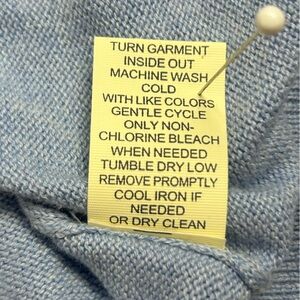 TURN GARMENT
INSIDE OUT
MACHINE WASH
COLD
WITH LIKE COLORS
GENTLE CYCLE
ONLY NON-
CHLORINE BLEACH
WHEN NEEDED
TUMBLE DRY LOW
REMOVE PROMPTLY
COOL IRON IF
NEEDED
OR DRY CLEAN